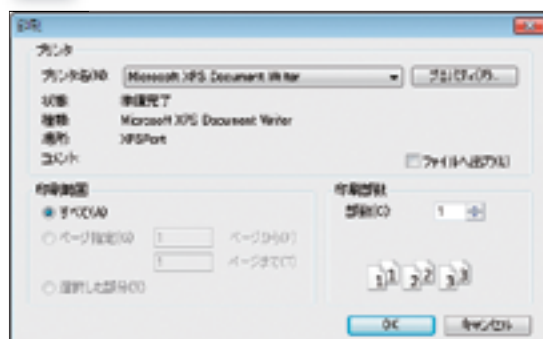 印刷
プリンタ
プリンタ名(N): Microsoft XPS Document Writer プロパティ(P)...
状態: 準備完了
種類: Microsoft XPS Document Writer
場所: XPSPort
コメント: ファイルへ出力(L)
印刷範囲 印刷部数
すべて(A) 部数(C) 1
ページ指定(G) 1 ページから(F)
1 ページまで(T)
選択した部分(S) 11 22 33
OK キャンセル